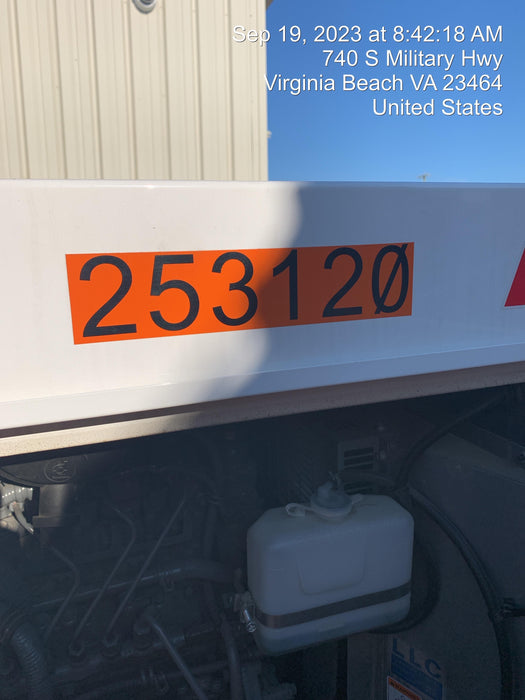 Sep 19, 2023 at 8:42:18 AM
740 S Military Hwy
Virginia Beach VA 23464
United States
253120
LLC